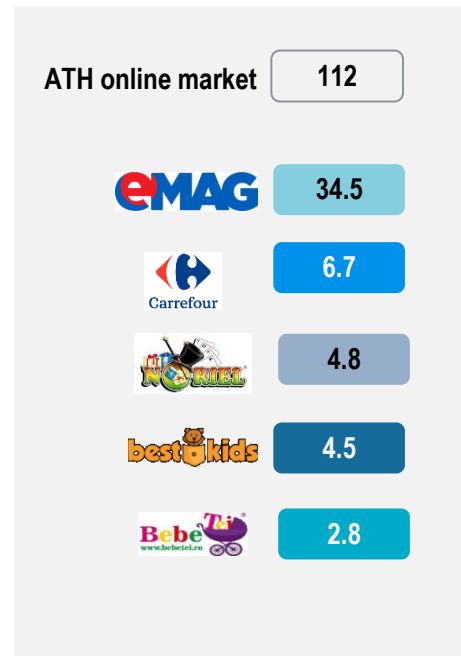 ATH online market 112
eMAG 34.5
Carrefour 6.7
NORIEL 4.8
bestkids 4.5
Bebe Tei 2.8
www.bebetei.ro